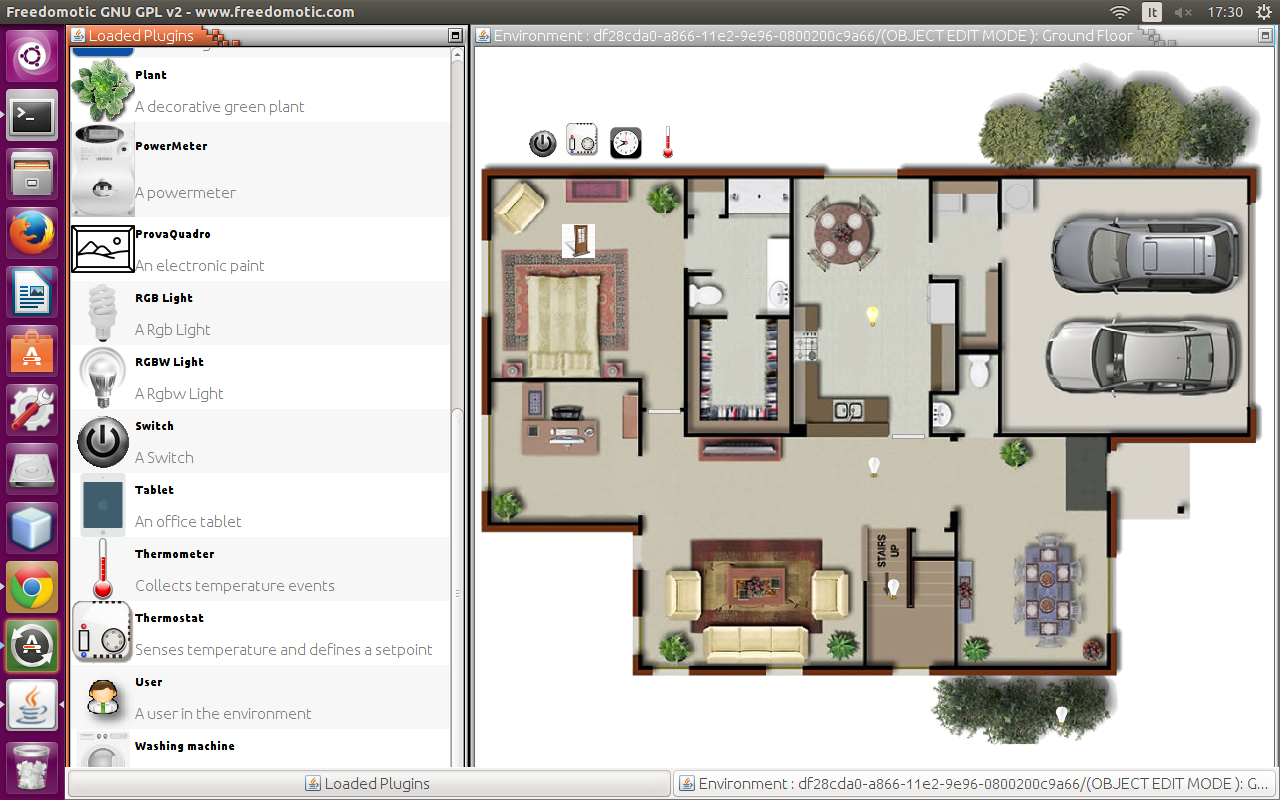 Freedomotic GNU GPL v2 - www.freedomotic.com
It
17:30
Loaded Plugins
Plant
A decorative green plant
PowerMeter
A powermeter
ProvaQuadro
An electronic paint
RGB Light
A Rgb Light
RGBW Light
A Rgbw Light
Switch
A Switch
Tablet
An office tablet
Thermometer
Collects temperature events
Thermostat
Senses temperature and defines a setpoint
User
A user in the environment
Washing machine
Environment : df28cda0-a866-11e2-9e96-0800200c9a66/(OBJECT EDIT MODE ): Ground Floor
STAIRS
UP
Loaded Plugins
Environment : df28cda0-a866-11e2-9e96-0800200c9a66/(OBJECT EDIT MODE ): G...